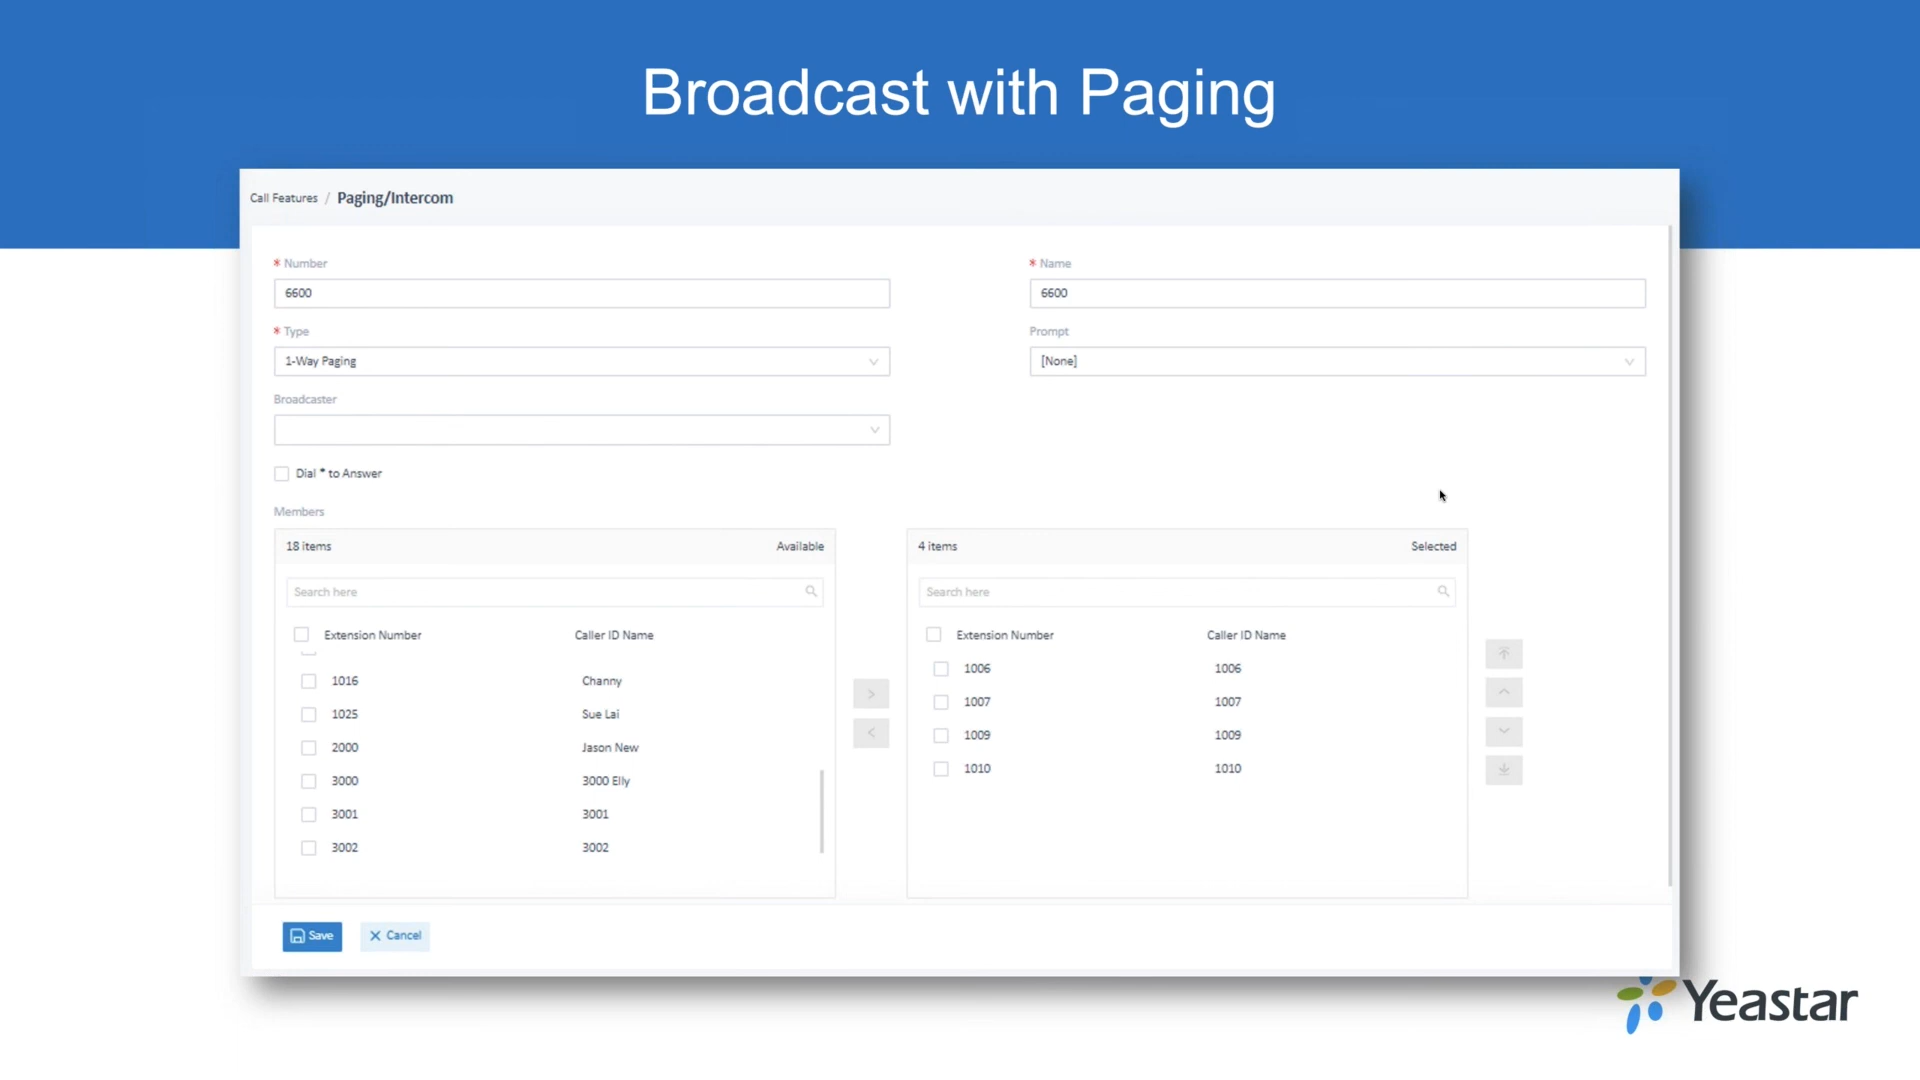 Broadcast with Paging
Call Features / Paging/Intercom
* Number
6600
* Name
6600
* Type
1-Way Paging
Prompt
[None]
Broadcaster
Dial * to Answer
Members
18 items Available
Search here
Extension Number Caller ID Name
1016 Channy
1025 Sue Lai
2000 Jason New
3000 3000 Elly
3001 3001
3002 3002
4 items Selected
Search here
Extension Number Caller ID Name
1006 1006
1007 1007
1009 1009
1010 1010
Save
Cancel
Yeastar